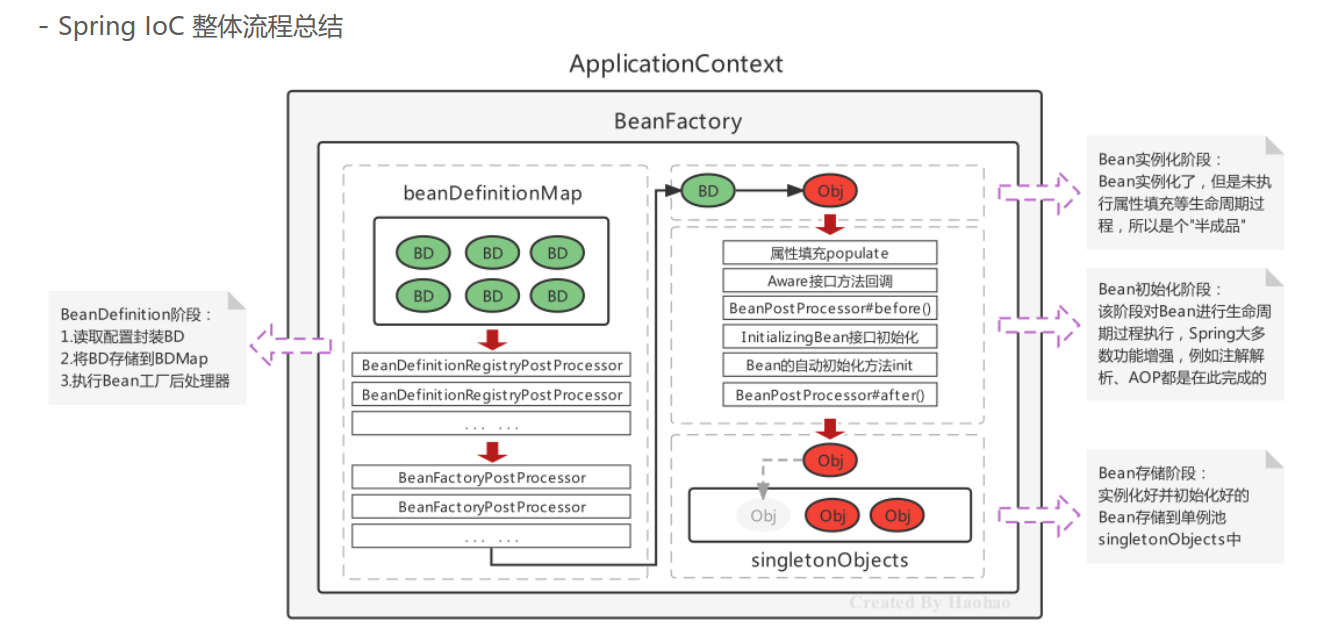 - Spring IoC 整体流程总结
ApplicationContext
BeanFactory
beanDefinitionMap
BD
BD
BD
BD
BD
BD
BeanDefinitionRegistryPostProcessor
BeanDefinitionRegistryPostProcessor
... ...
BeanFactoryPostProcessor
BeanFactoryPostProcessor
... ...
BeanDefinition阶段：
1.读取配置封装BD
2.将BD存储到BDMap
3.执行Bean工厂后处理器
BD
Obj
属性填充populate
Aware接口方法回调
BeanPostProcessor#before()
InitializingBean接口初始化
Bean的自动初始化方法init
BeanPostProcessor#after()
Obj
Obj
Obj
Obj
singletonObjects
Bean实例化阶段：
Bean实例化了，但是未执
行属性填充等生命周期过
程，所以是个"半成品"
Bean初始化阶段：
该阶段对Bean进行生命周
期过程执行，Spring大多
数功能增强，例如注解解
析、AOP都是在此完成的
Bean存储阶段：
实例化好并初始化好的
Bean存储到单例池
singletonObjects中
Created By Haohao